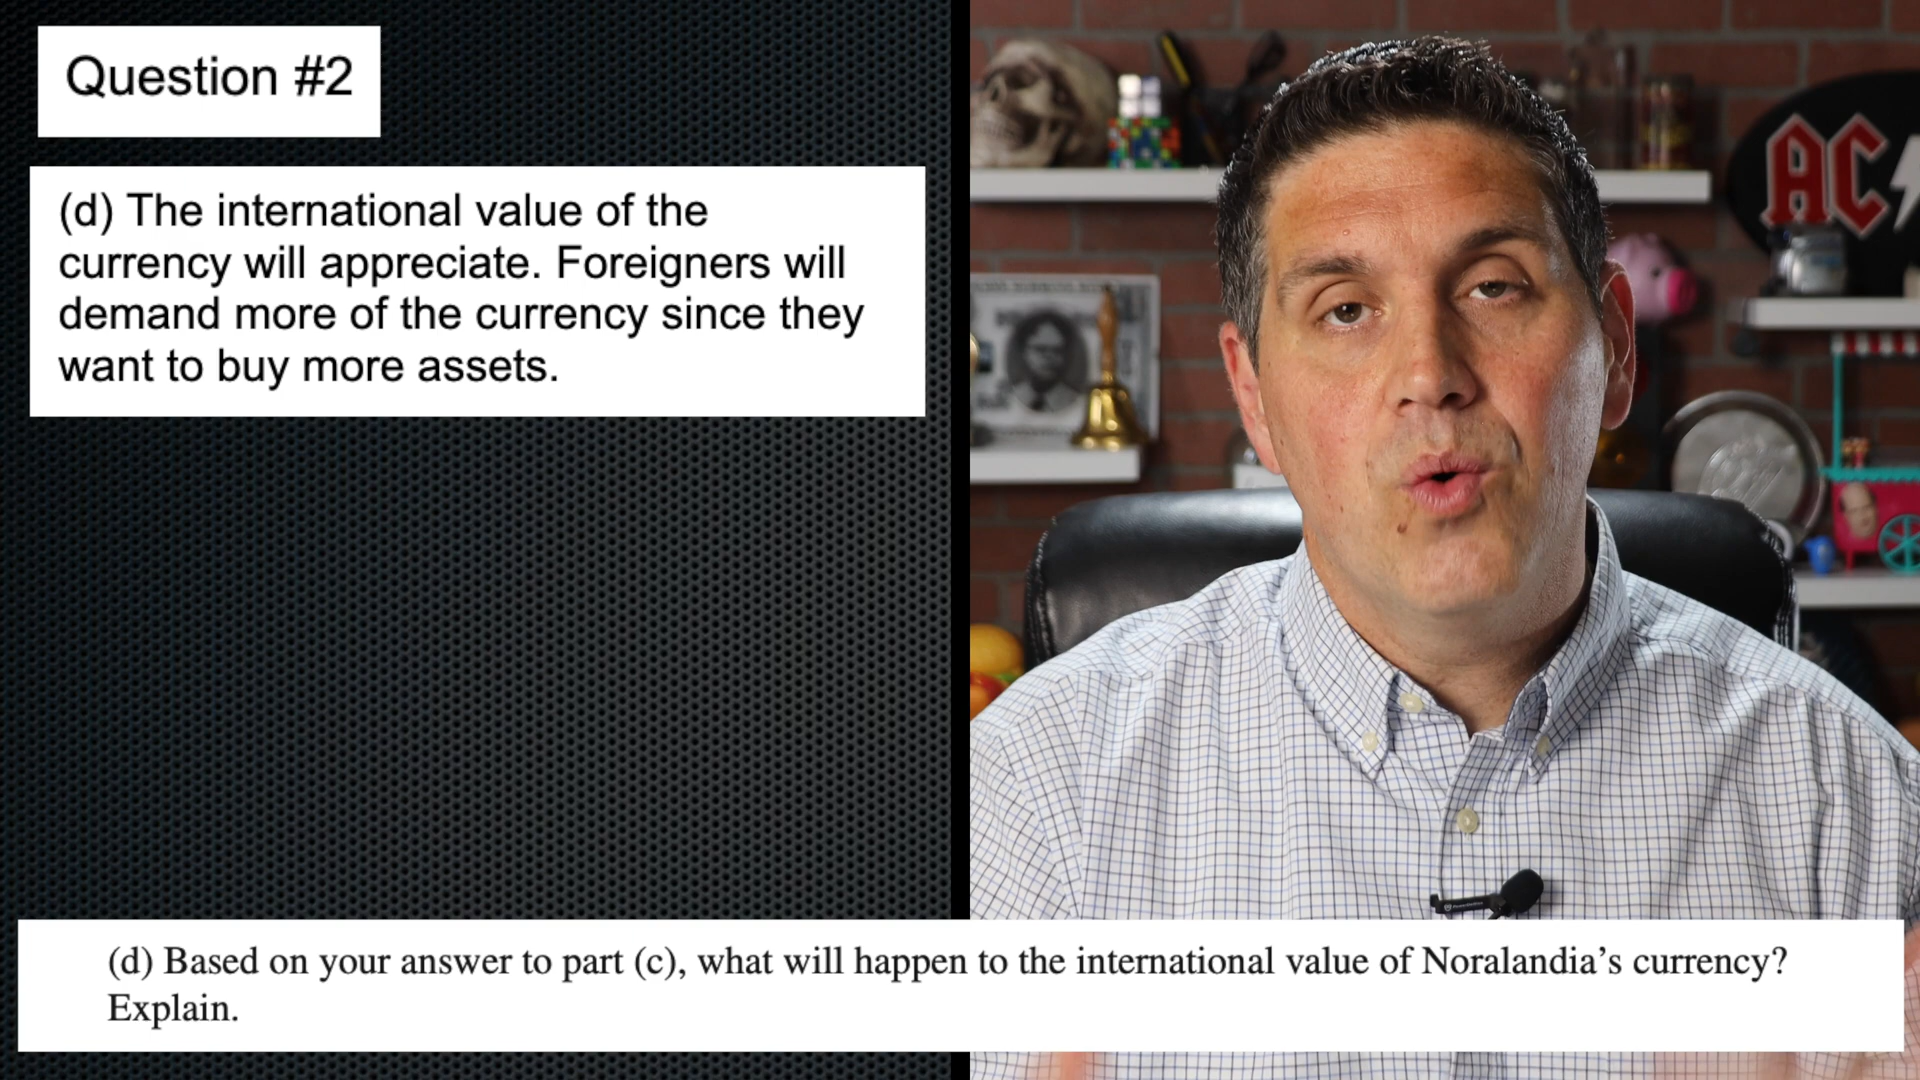 Question #2
(d) The international value of the
currency will appreciate. Foreigners will
demand more of the currency since they
want to buy more assets.
AC
(d) Based on your answer to part (c), what will happen to the international value of Noralandia’s currency?
Explain.